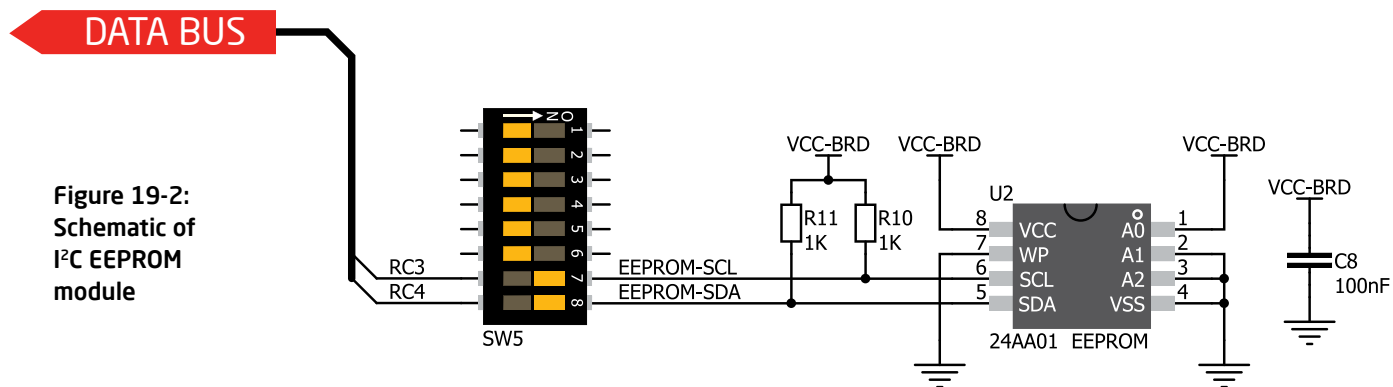 DATA BUS
Figure 19-2:
Schematic of
I²C EEPROM
module
ON
1
2
3
4
5
6
7
8
SW5
RC3
RC4
EEPROM-SCL
EEPROM-SDA
VCC-BRD
R11
1K
R10
1K
VCC-BRD
U2
8 VCC
7 WP
6 SCL
5 SDA
A0 1
A1 2
A2 3
VSS 4
24AA01 EEPROM
VCC-BRD
VCC-BRD
C8
100nF